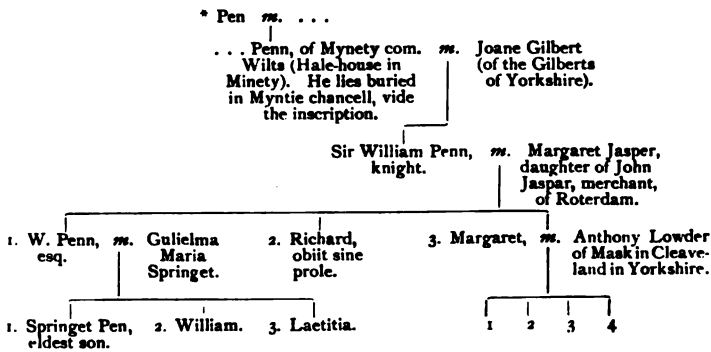 * Pen m. . . .
. . . Penn, of Mynety com. m. Joane Gilbert
Wilts (Hale-house in (of the Gilberts
Minety). He lies buried of Yorkshire).
in Myntie chancell, vide
the inscription.
Sir William Penn, m. Margaret Jasper,
knight. daughter of John
Jaspar, merchant,
of Roterdam.
1. W. Penn, m. Gulielma 2. Richard, 3. Margaret, m. Anthony Lowder
esq. Maria obiit sine of Mask in Cleave-
Springet. prole. land in Yorkshire.
1. Springet Pen, 2. William. 3. Laetitia. 1 2 3 4
eldest son.